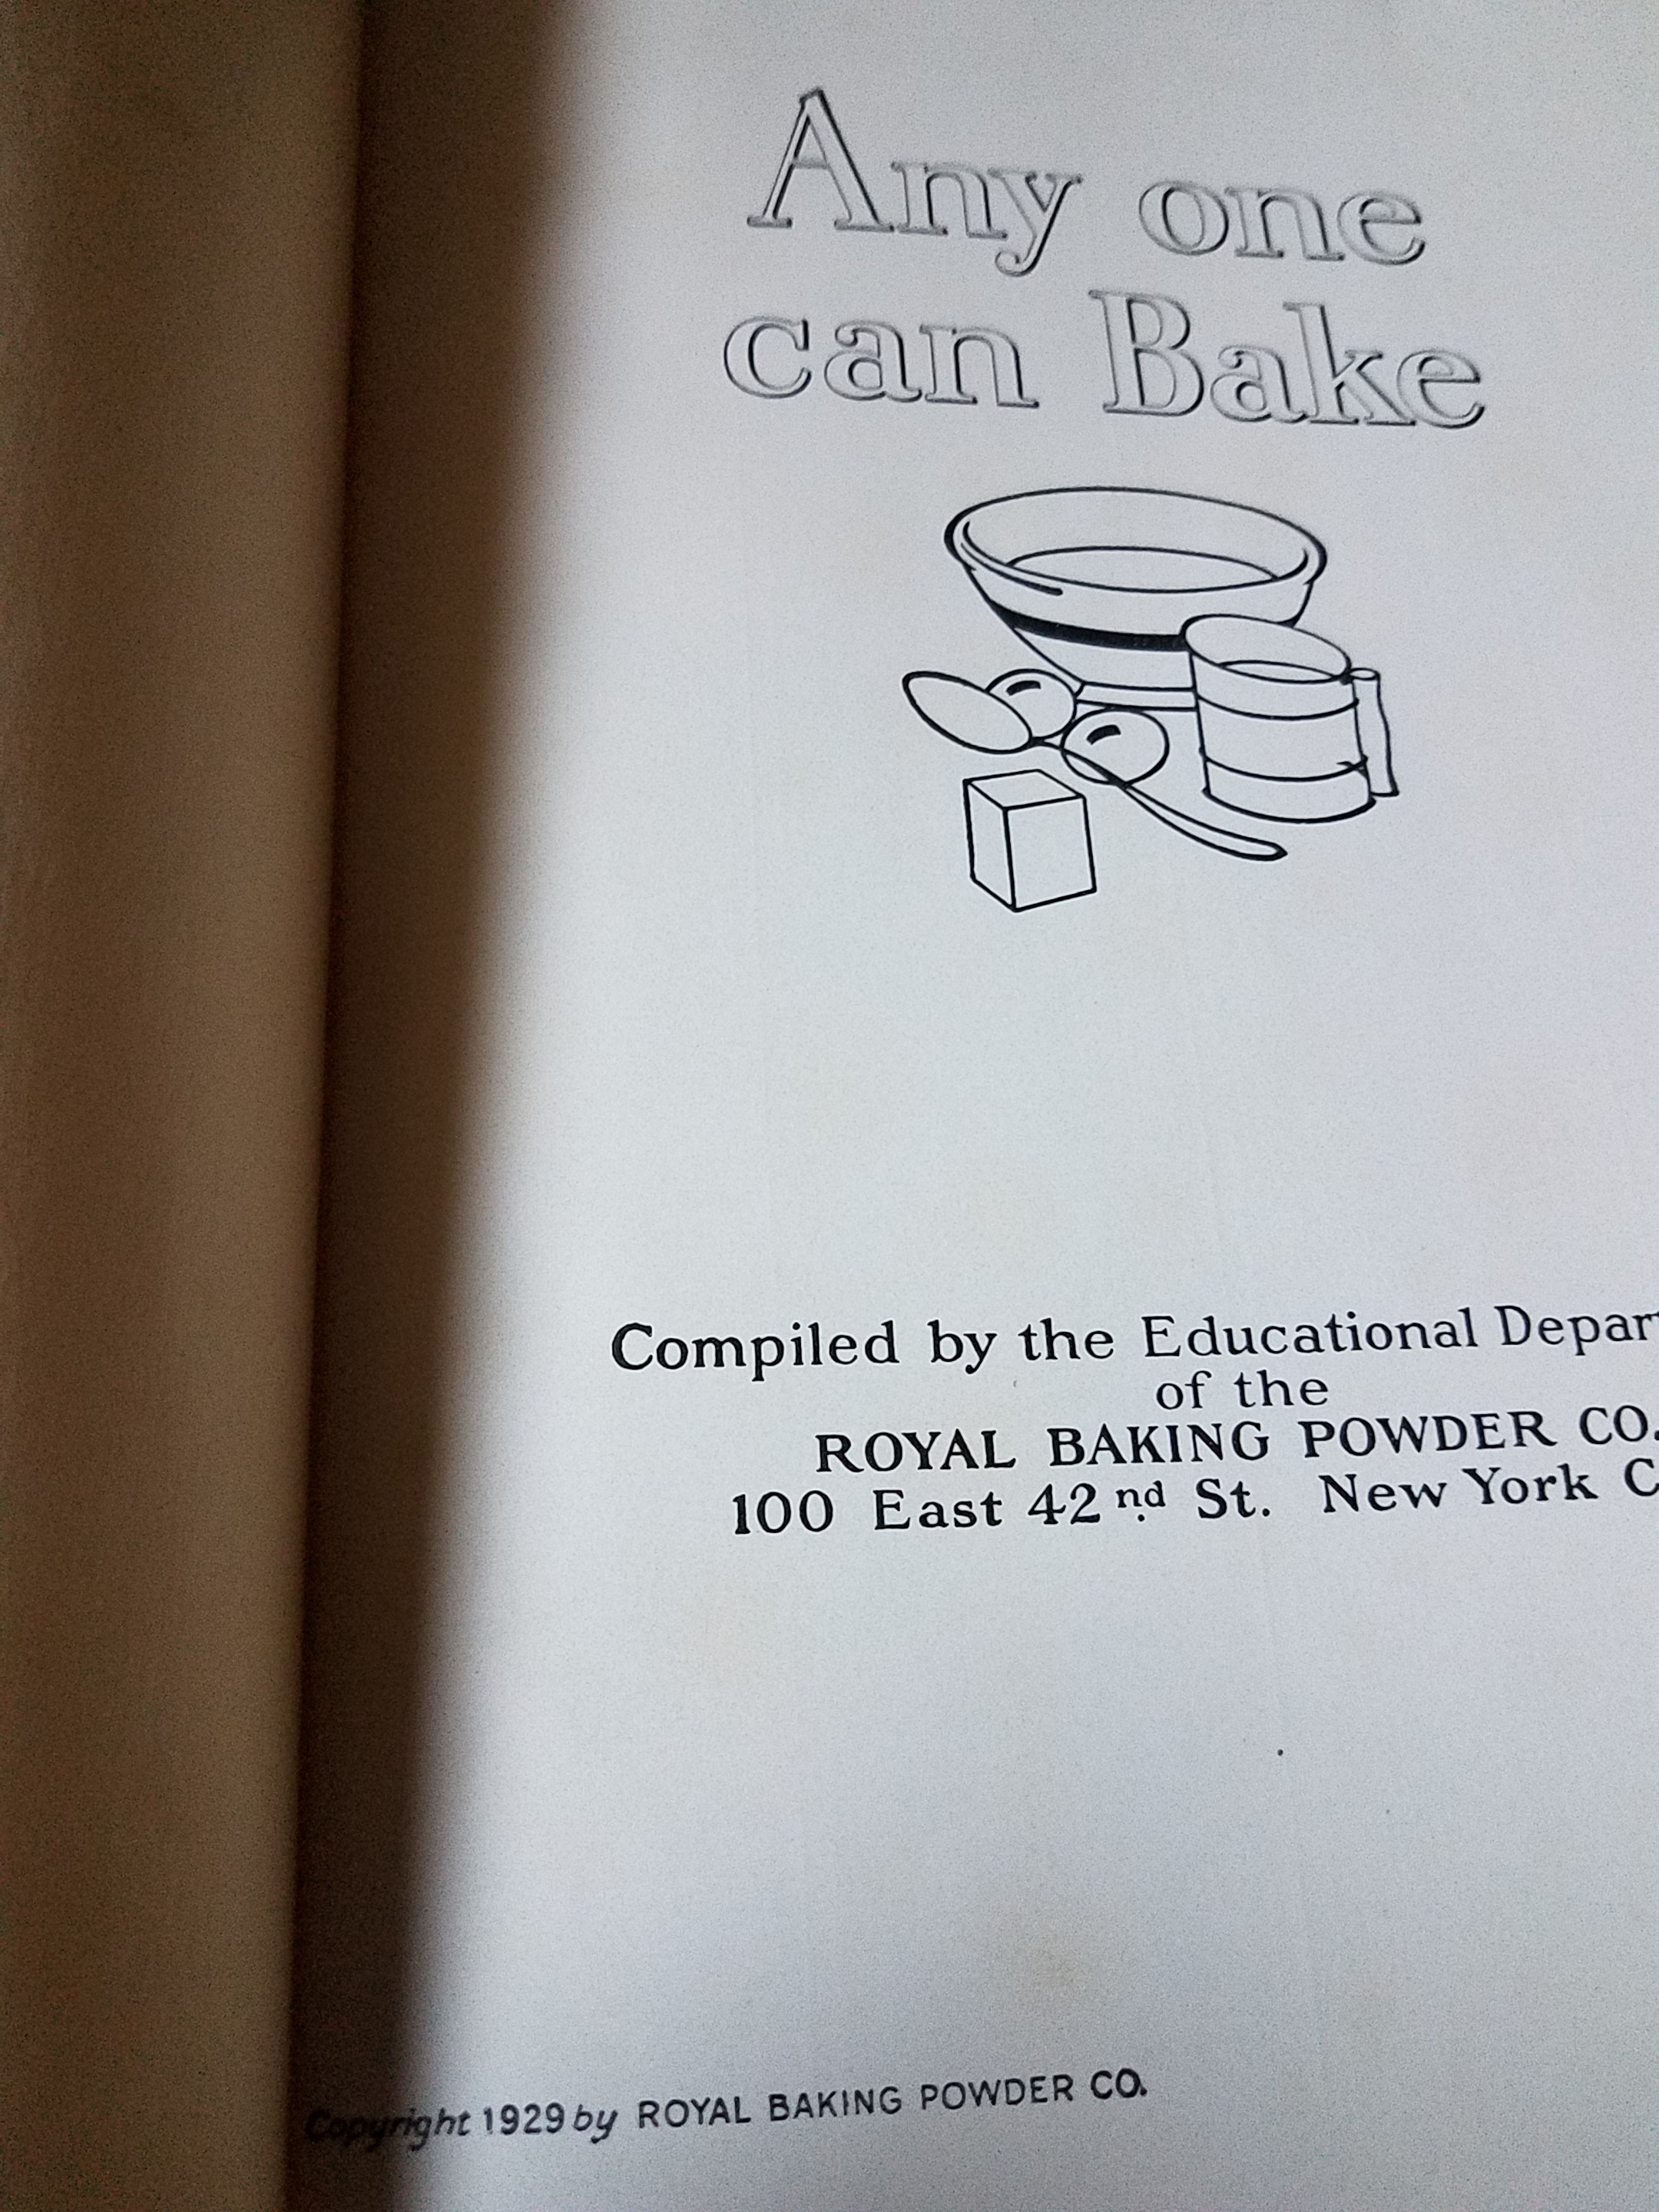 Any one
can Bake
Compiled by the Educational Depar
of the
ROYAL BAKING POWDER CO.
100 East 42nd St. New York C
Copyright 1929 by ROYAL BAKING POWDER CO.